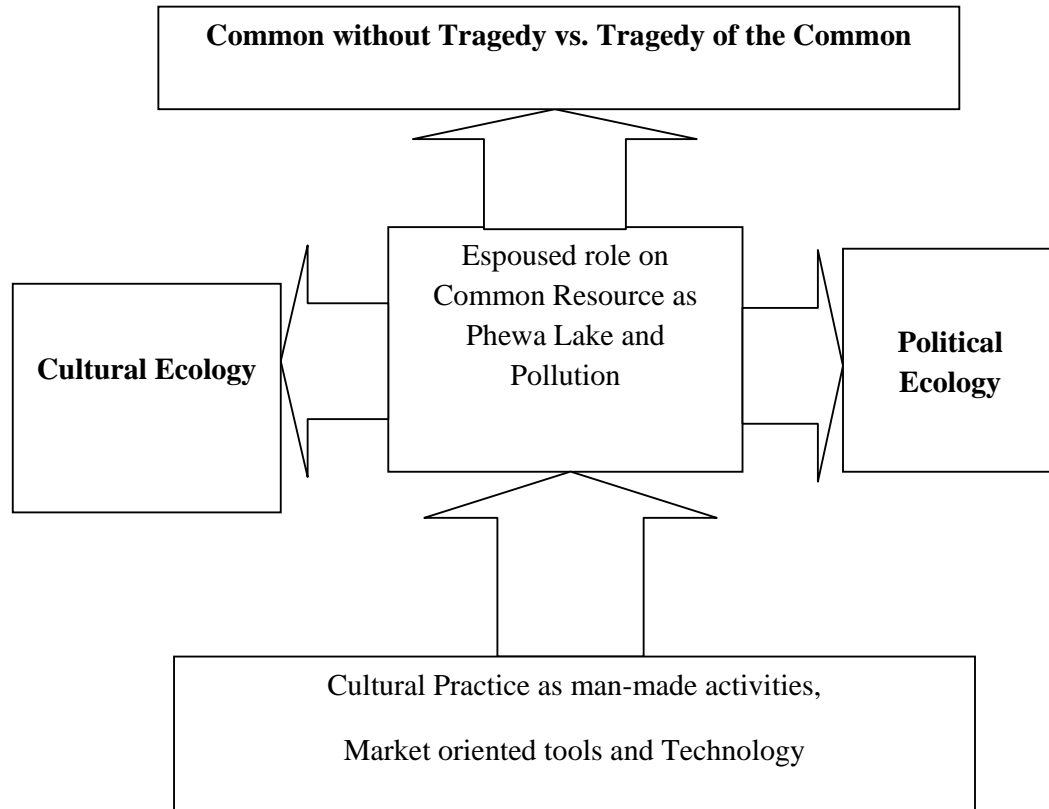 Common without Tragedy vs. Tragedy of the Common
Espoused role on
Common Resource as
Phewa Lake and
Pollution
Cultural Ecology
Political
Ecology
Cultural Practice as man-made activities,
Market oriented tools and Technology